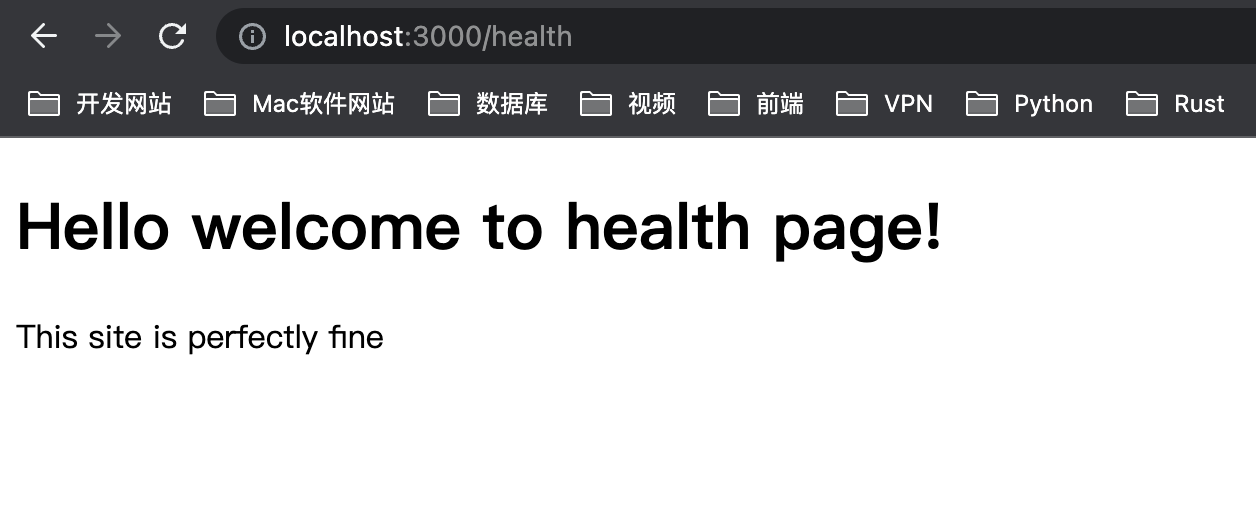 localhost:3000/health
开发网站 Mac软件网站 数据库 视频 前端 VPN Python Rust
Hello welcome to health page!
This site is perfectly fine